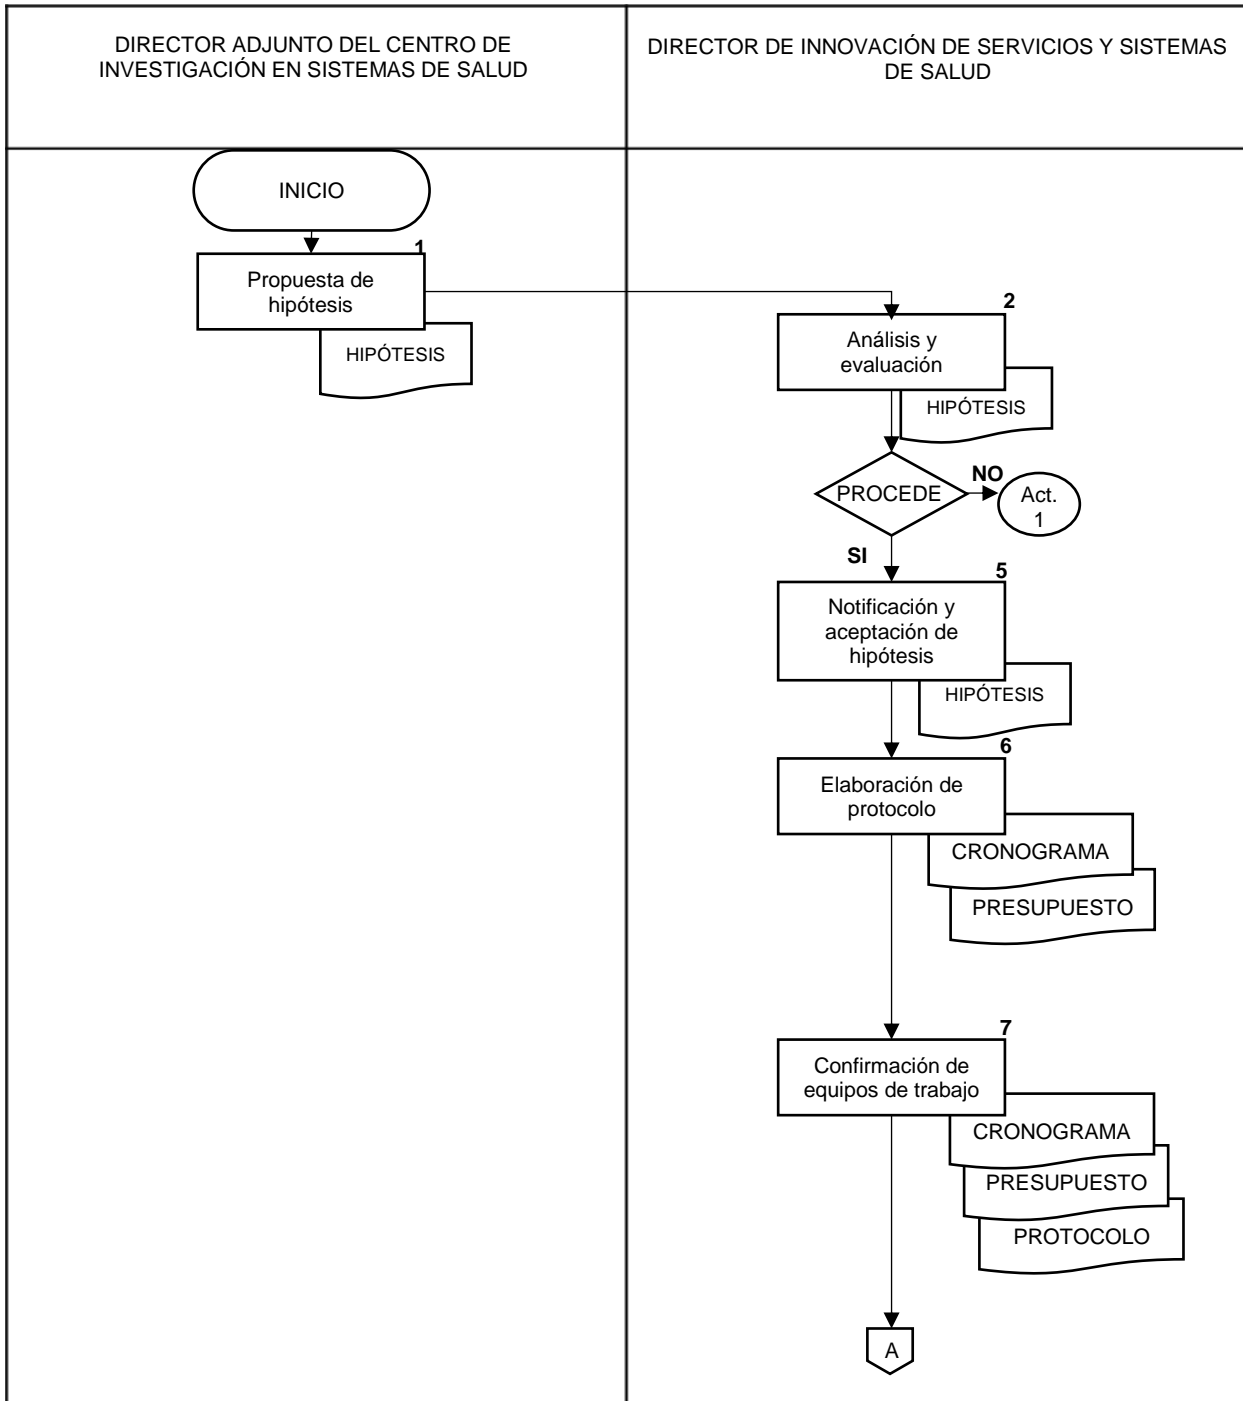 DIRECTOR ADJUNTO DEL CENTRO DE
INVESTIGACIÓN EN SISTEMAS DE SALUD
DIRECTOR DE INNOVACIÓN DE SERVICIOS Y SISTEMAS
DE SALUD
INICIO
1
Propuesta de
hipótesis
HIPÓTESIS
2
Análisis y
evaluación
HIPÓTESIS
PROCEDE
NO
Act.
1
SI
5
Notificación y
aceptación de
hipótesis
HIPÓTESIS
6
Elaboración de
protocolo
CRONOGRAMA
PRESUPUESTO
7
Confirmación de
equipos de trabajo
CRONOGRAMA
PRESUPUESTO
PROTOCOLO
A